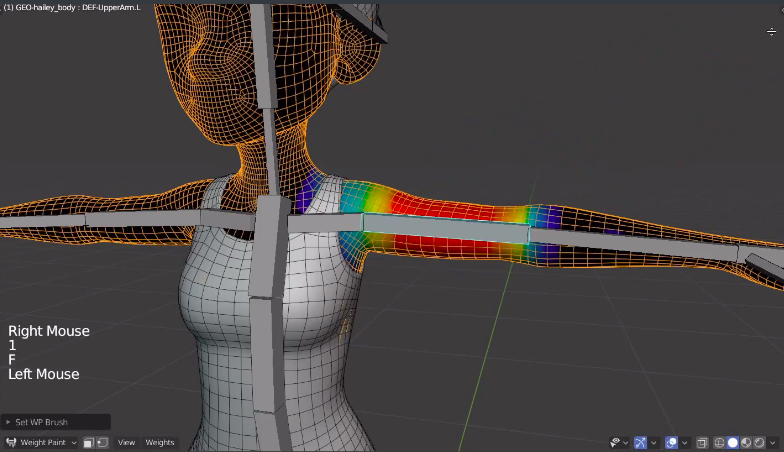 (1) GEO-hailey_body : DEF-UpperArm.L
Right Mouse
1
F
Left Mouse
Set WP Brush
Weight Paint View Weights